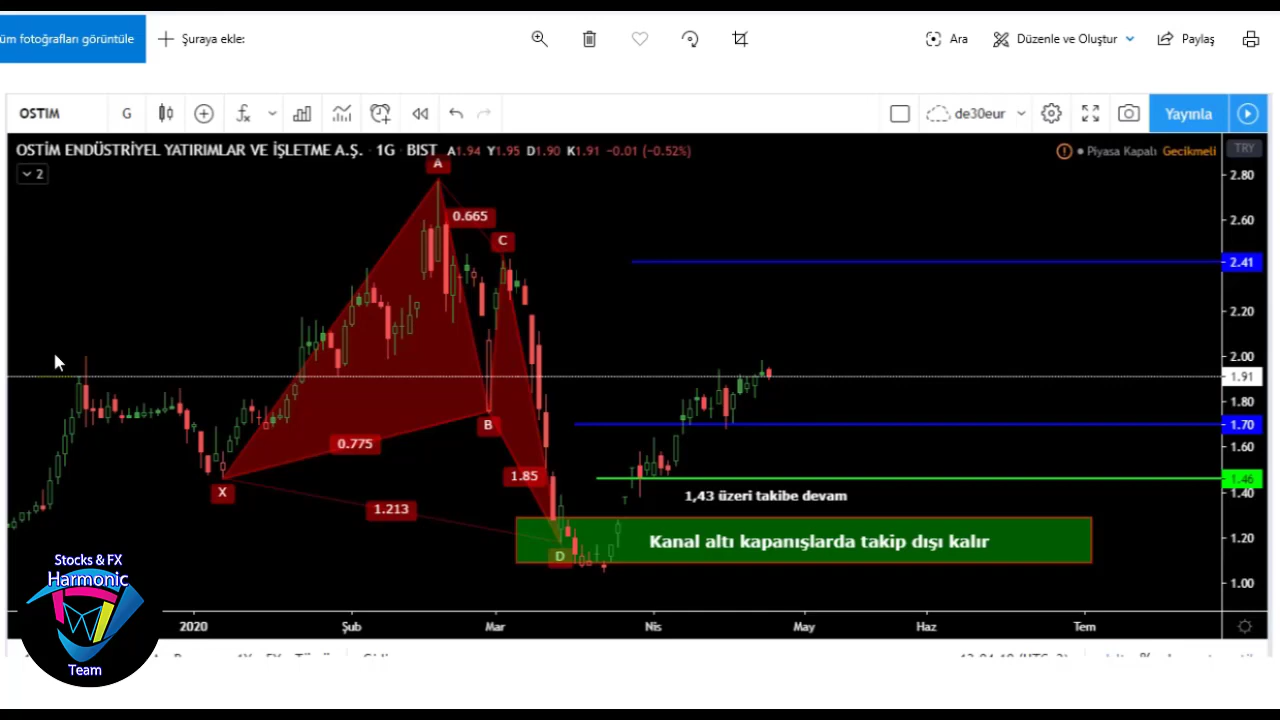 üm fotoğrafları görüntüle
Şuraya ekle:
Ara
Düzenle ve Oluştur
Paylaş
OSTIM
G
de30eur
Yayınla
OSTİM ENDÜSTRİYEL YATIRIMLAR VE İŞLETME A.Ş. · 1G · BIST A1.94 Y1.95 D1.90 K1.91 −0.01 (−0.52%)
Piyasa Kapalı Gecikmeli
TRY
2
A
2.80
0.665
2.60
C
2.41
2.20
2.00
1.91
1.80
B
1.70
0.775
1.60
1.85
1.46
X
1,43 üzeri takibe devam
1.40
1.213
Kanal altı kapanışlarda takip dışı kalır
1.20
D
1.00
2020
Şub
Mar
Nis
May
Haz
Tem
Stocks & FX
Harmonic
Team